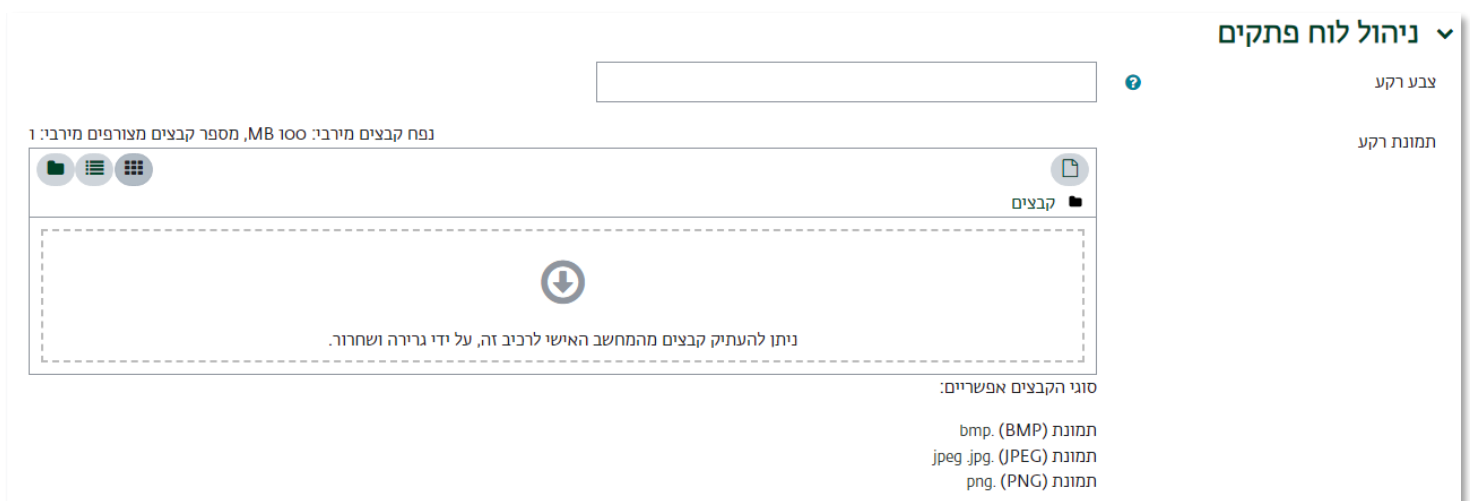 ניהול לוח פתקים
צבע רקע
תמונת רקע
נפח קבצים מירבי: 100 MB, מספר קבצים מצורפים מירבי: 1
קבצים
ניתן להעתיק קבצים מהמחשב האישי לרכיב זה, על ידי גרירה ושחרור.
סוגי הקבצים אפשריים:
תמונת (BMP) .bmp
תמונת (JPEG) .jpeg .jpg
תמונת (PNG) .png